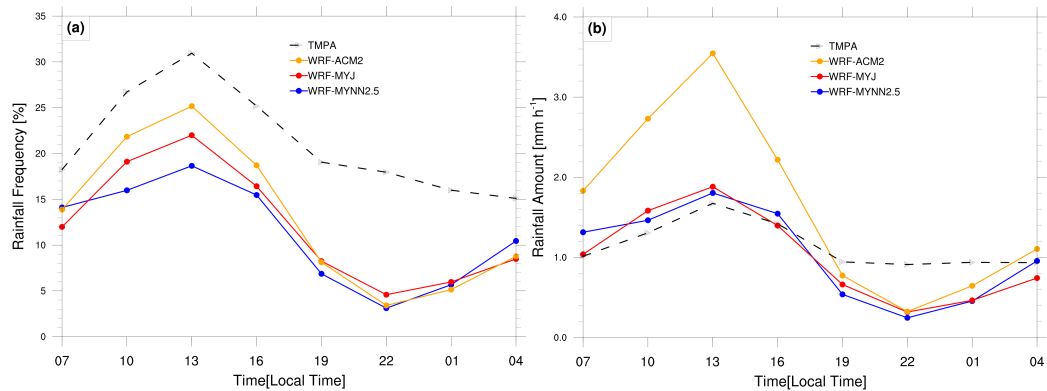 (a)
TMPA
WRF-ACM2
WRF-MYJ
WRF-MYNN2.5
Rainfall Frequency [%]
35
30
25
20
15
10
5
0
07 10 13 16 19 22 01 04
Time[Local Time]
(b)
TMPA
WRF-ACM2
WRF-MYJ
WRF-MYNN2.5
Rainfall Amount [mm h⁻¹]
4.0
3.0
2.0
1.0
0.0
07 10 13 16 19 22 01 04
Time[Local Time]